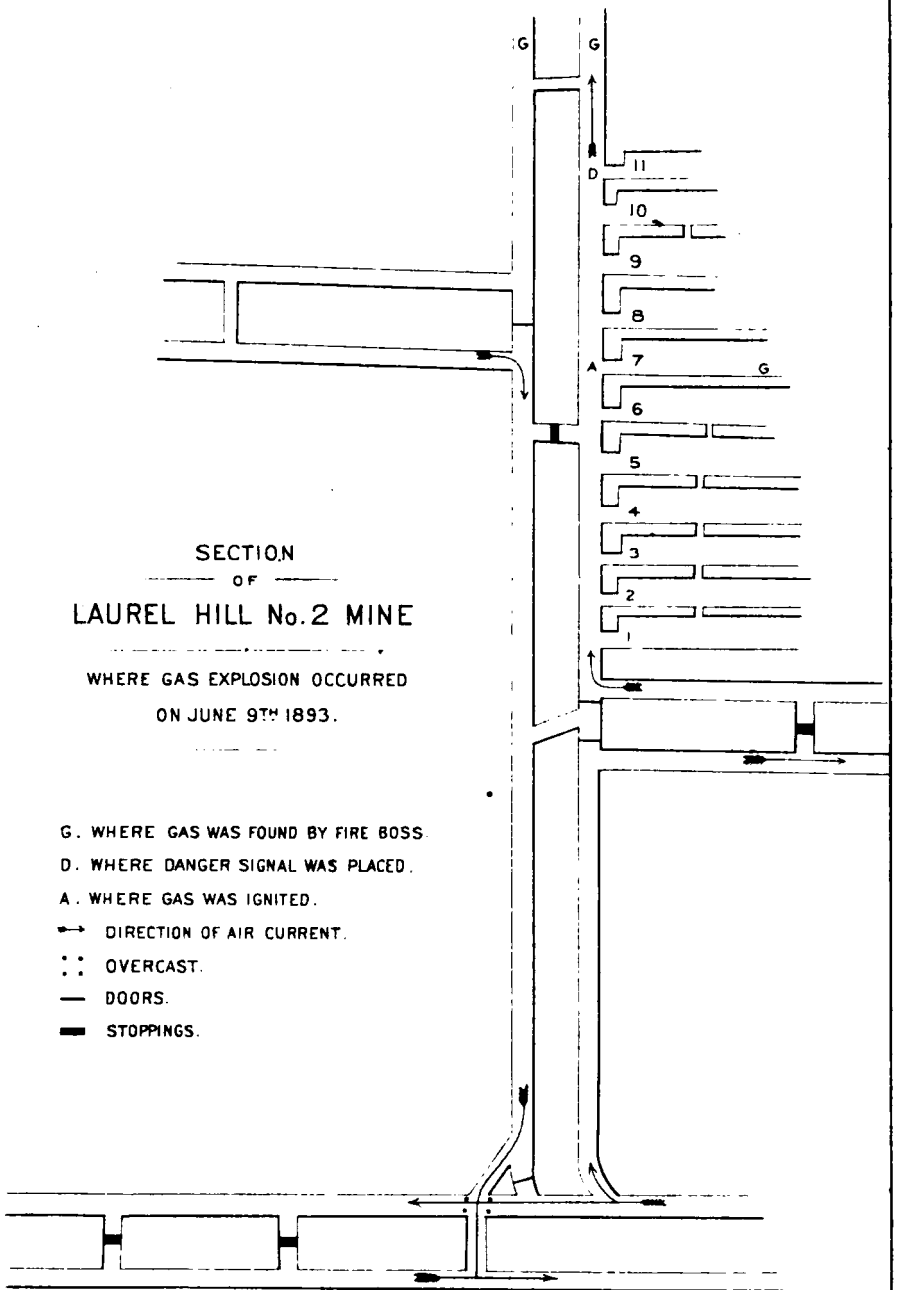 G G
D
11
10
9
8
7
A
G
6
5
4
3
2
1
SECTION
OF
LAUREL HILL No. 2 MINE
WHERE GAS EXPLOSION OCCURRED
ON JUNE 9TH 1893.
G. WHERE GAS WAS FOUND BY FIRE BOSS.
D. WHERE DANGER SIGNAL WAS PLACED.
A. WHERE GAS WAS IGNITED.
DIRECTION OF AIR CURRENT.
OVERCAST.
DOORS.
STOPPINGS.